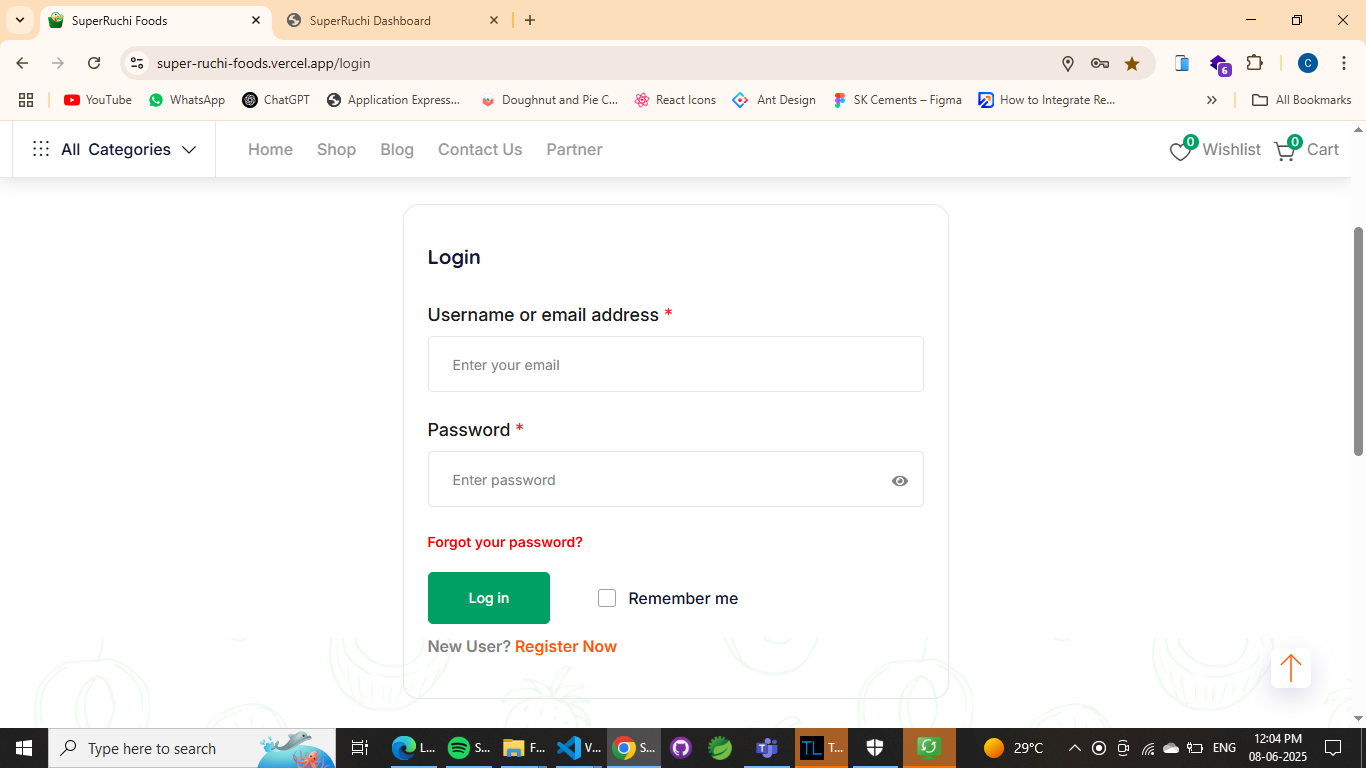 SuperRuchi Foods
SuperRuchi Dashboard
super-ruchi-foods.vercel.app/login
6
C
YouTube
WhatsApp
ChatGPT
Application Express...
Doughnut and Pie C...
React Icons
Ant Design
SK Cements – Figma
How to Integrate Re...
All Bookmarks
All Categories
Home
Shop
Blog
Contact Us
Partner
0
Wishlist
0
Cart
Login
Username or email address *
Enter your email
Password *
Enter password
Forgot your password?
Log in
Remember me
New User? Register Now
Type here to search
L...
S...
F...
V...
S...
TL
T...
29°C
ENG
12:04 PM
08-06-2025